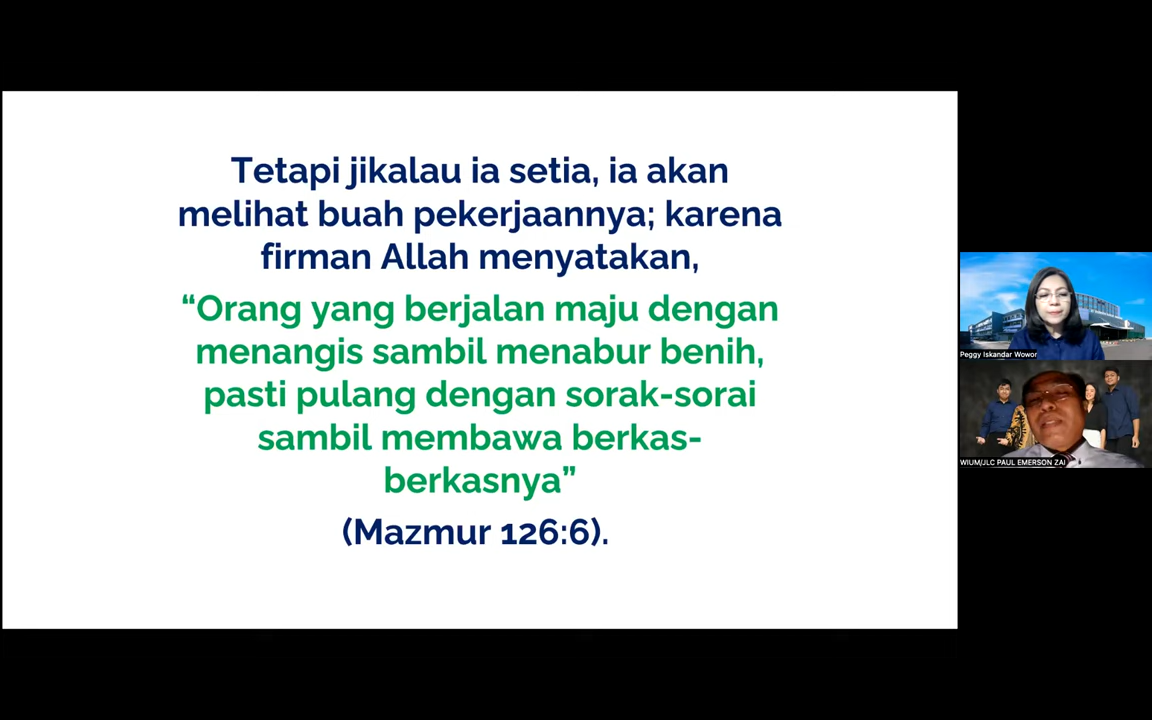 Tetapi jikalau ia setia, ia akan
melihat buah pekerjaannya; karena
firman Allah menyatakan,
“Orang yang berjalan maju dengan
menangis sambil menabur benih,
pasti pulang dengan sorak-sorai
sambil membawa berkas-
berkasnya”
(Mazmur 126:6).
Peggy Iskandar Wowor
WIUM/JLC PAUL EMERSON ZAI